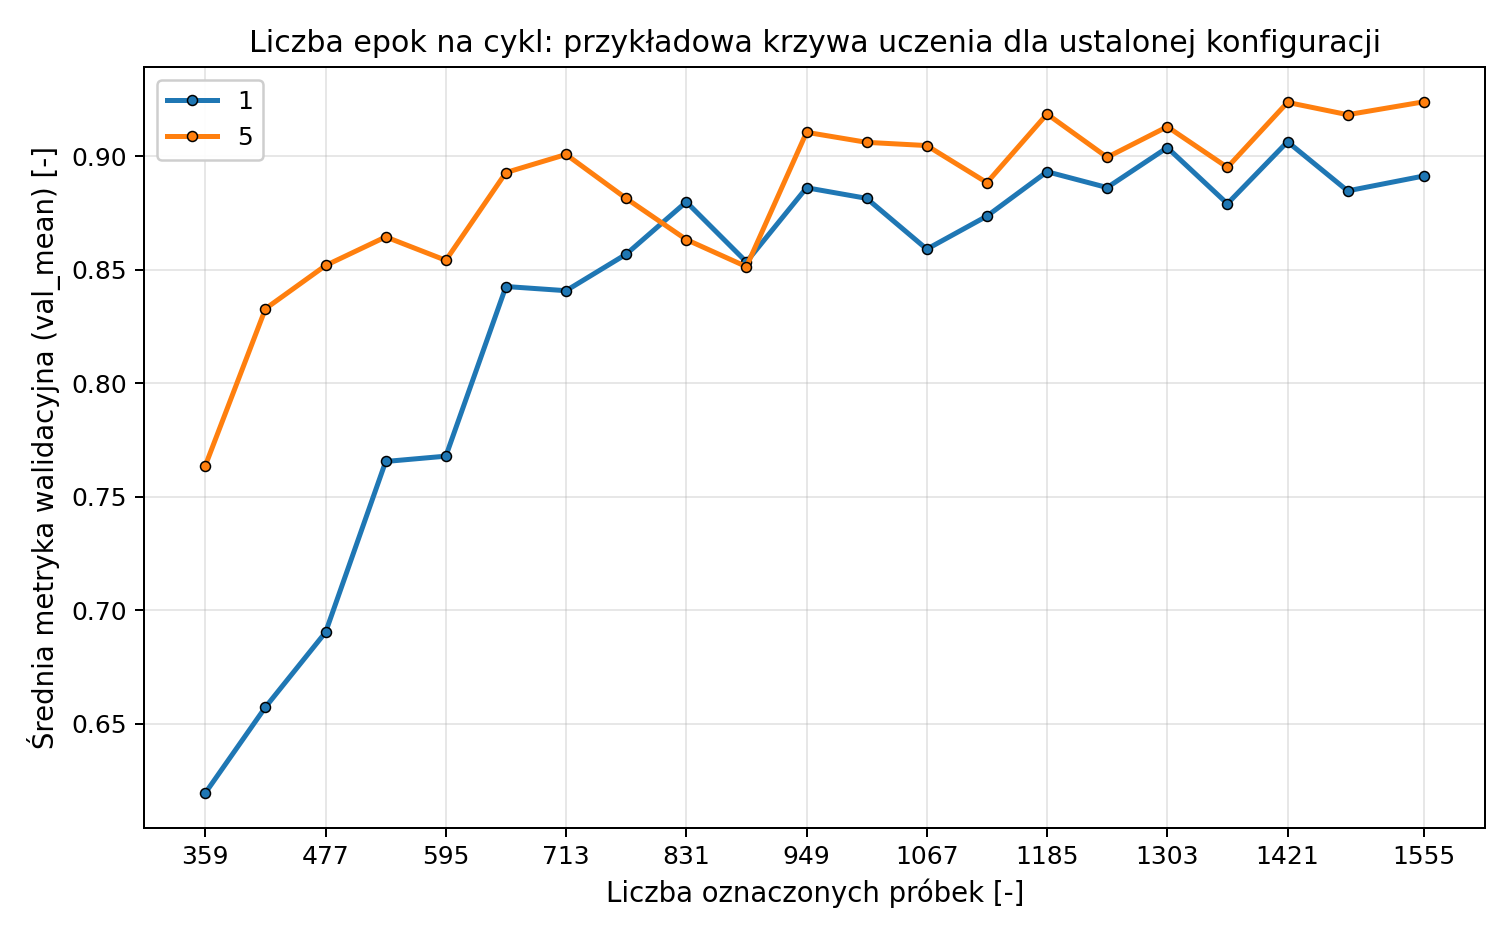 Liczba epok na cykl: przykładowa krzywa uczenia dla ustalonej konfiguracji
1
5
Średnia metryka walidacyjna (val_mean) [-]
0.90
0.85
0.80
0.75
0.70
0.65
359 477 595 713 831 949 1067 1185 1303 1421 1555
Liczba oznaczonych próbek [-]